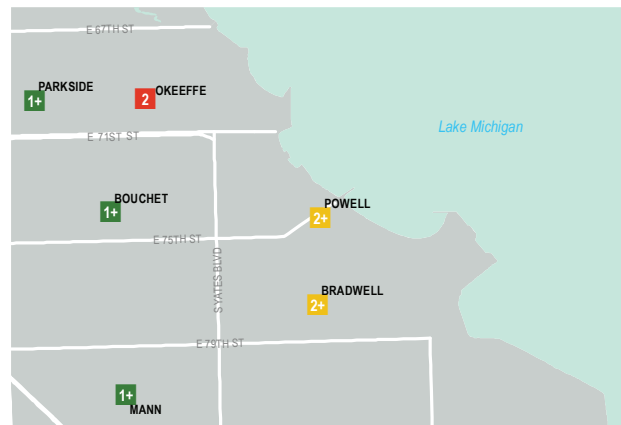 E 67TH ST
PARKSIDE
1+
2
OKEEFFE
E 71ST ST
Lake Michigan
BOUCHET
1+
POWELL
2+
E 75TH ST
S YATES BLVD
BRADWELL
2+
E 79TH ST
1+
MANN